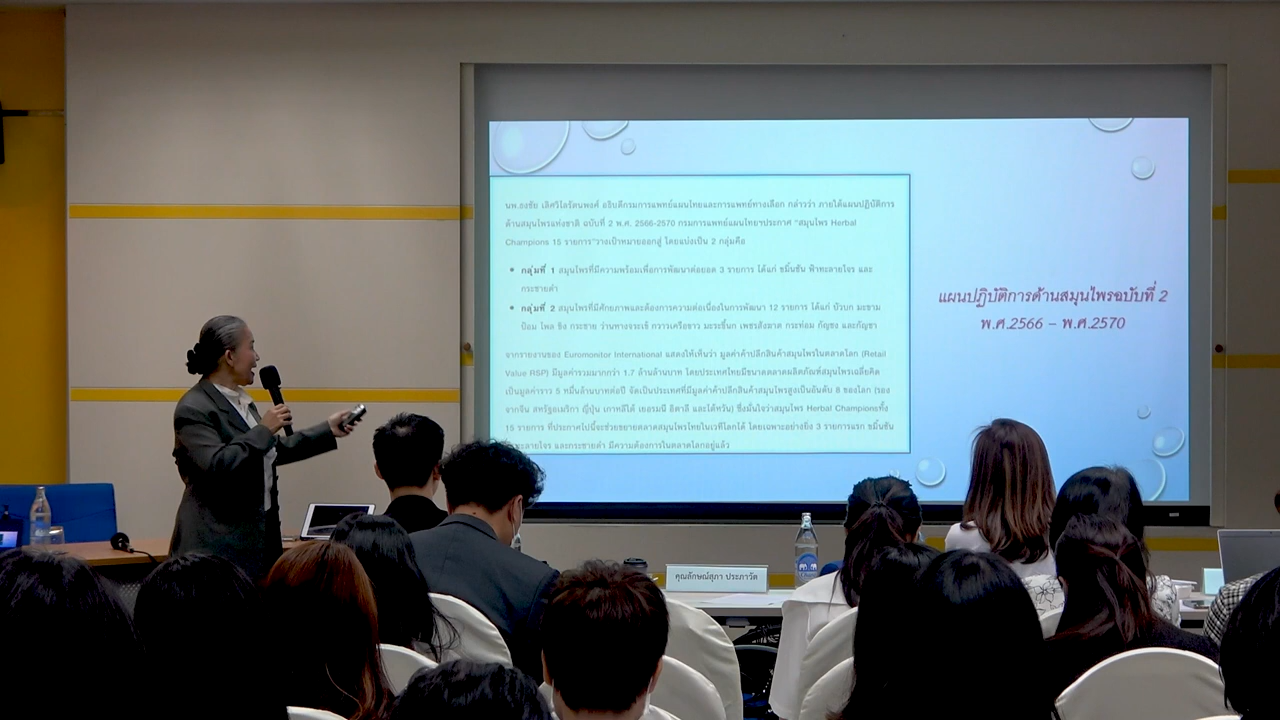 นพ.ธงชัย เลิศวิไลรัตนพงศ์ อธิบดีกรมการแพทย์แผนไทยและการแพทย์ทางเลือก กล่าวว่า ภายใต้แผนปฏิบัติการ
ด้านสมุนไพรแห่งชาติ ฉบับที่ 2 พ.ศ. 2566-2570 กรมการแพทย์แผนไทยฯประกาศ "สมุนไพร Herbal
Champions 15 รายการ"วางเป้าหมายออกสู่ โดยแบ่งเป็น 2 กลุ่มคือ
• กลุ่มที่ 1 สมุนไพรที่มีความพร้อมเพื่อการพัฒนาต่อยอด 3 รายการ ได้แก่ ขมิ้นชัน ฟ้าทะลายโจร และ
กระชายดำ
• กลุ่มที่ 2 สมุนไพรที่มีศักยภาพและต้องการความต่อเนื่องในการพัฒนา 12 รายการ ได้แก่ บัวบก มะขาม
ป้อม ไพล ขิง กระชาย ว่านหางจระเข้ กวาวเครือขาว มะระขี้นก เพชรสังฆาต กระท่อม กัญชง และกัญชา
จากรายงานของ Euromonitor International แสดงให้เห็นว่า มูลค่าค้าปลีกสินค้าสมุนไพรในตลาดโลก (Retail
Value RSP) มีมูลค่ารวมมากกว่า 1.7 ล้านล้านบาท โดยประเทศไทยมีขนาดตลาดผลิตภัณฑ์สมุนไพรเฉลี่ยคิด
เป็นมูลค่าราว 5 หมื่นล้านบาทต่อปี จัดเป็นประเทศที่มีมูลค่าค้าปลีกสินค้าสมุนไพรสูงเป็นอันดับ 8 ของโลก (รอง
จากจีน สหรัฐอเมริกา ญี่ปุ่น เกาหลีใต้ เยอรมนี อิตาลี และไต้หวัน) ซึ่งมั่นใจว่าสมุนไพร Herbal Championsทั้ง
15 รายการ ที่ประกาศไปนี้จะช่วยขยายตลาดสมุนไพรไทยในเวทีโลกได้ โดยเฉพาะอย่างยิ่ง 3 รายการแรก ขมิ้นชัน
ทะลายโจร และกระชายดำ มีความต้องการในตลาดโลกอยู่แล้ว
แผนปฏิบัติการด้านสมุนไพรฉบับที่ 2
พ.ศ.2566 – พ.ศ.2570
คุณลักษณ์สุภา ประภาวัต